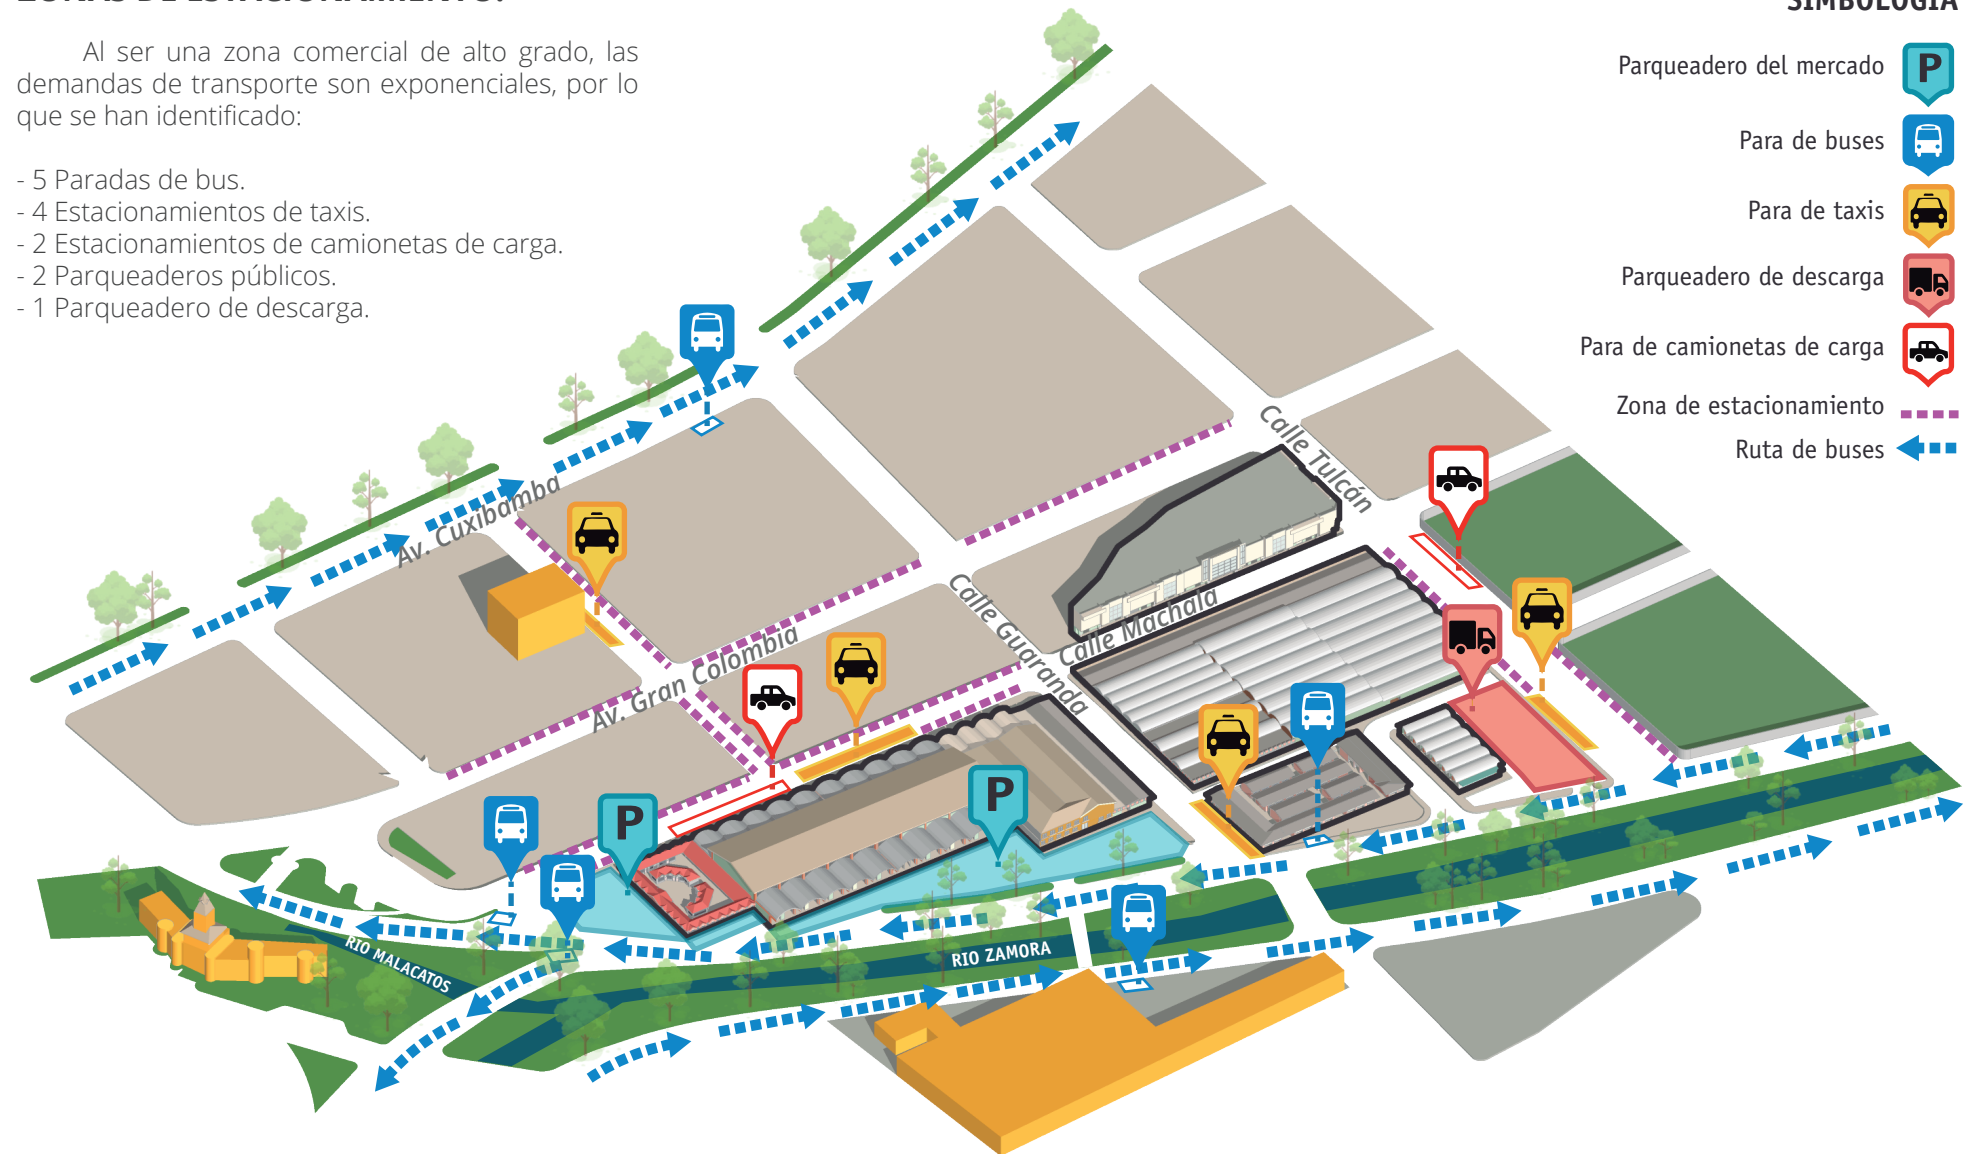 ZONAS DE ESTACIONAMIENTO:
Al ser una zona comercial de alto grado, las
demandas de transporte son exponenciales, por lo
que se han identificado:
- 5 Paradas de bus.
- 4 Estacionamientos de taxis.
- 2 Estacionamientos de camionetas de carga.
- 2 Parqueaderos públicos.
- 1 Parqueadero de descarga.
SIMBOLOGÍA
Parqueadero del mercado
P
Para de buses
Para de taxis
Parqueadero de descarga
Para de camionetas de carga
Zona de estacionamiento
Ruta de buses
Av. Cuxibamba
Calle Tulcán
Calle Guaranda
Calle Machala
Av. Gran Colombia
P
P
RIO MALACATOS
RIO ZAMORA